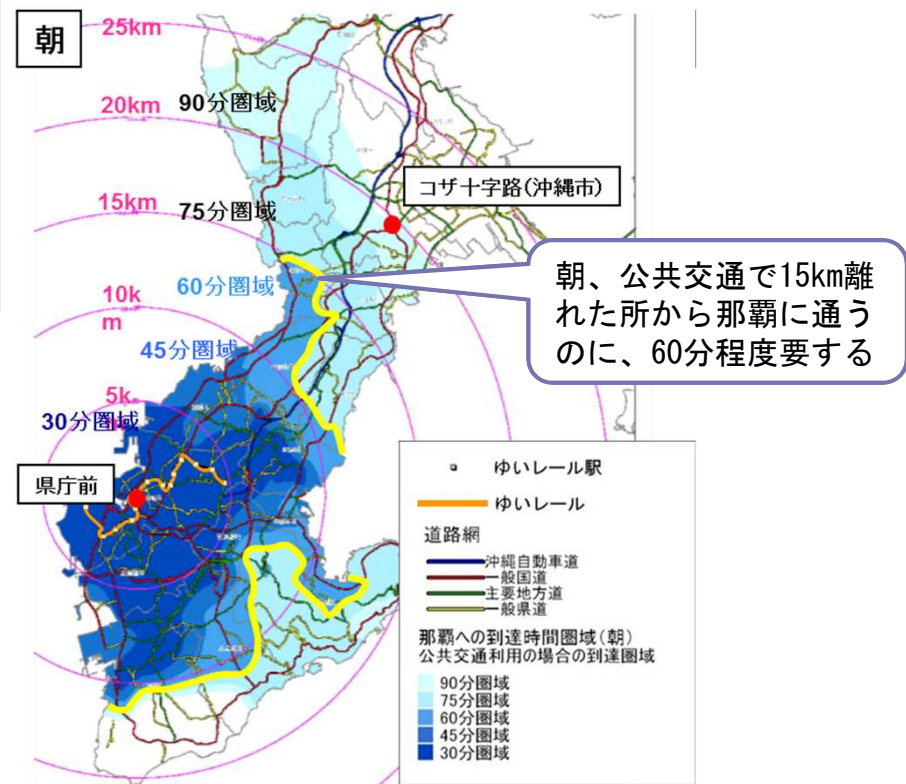 朝
25km
20km
90分圏域
コザ十字路(沖縄市)
15km
75分圏域
60分圏域
朝、公共交通で15km離
れた所から那覇に通う
のに、60分程度要する
10k
m
45分圏域
5k
30分圏域
県庁前
ゆいレール駅
ゆいレール
道路網
沖縄自動車道
一般国道
主要地方道
一般県道
那覇への到達時間圏域(朝)
公共交通利用の場合の到達圏域
90分圏域
75分圏域
60分圏域
45分圏域
30分圏域